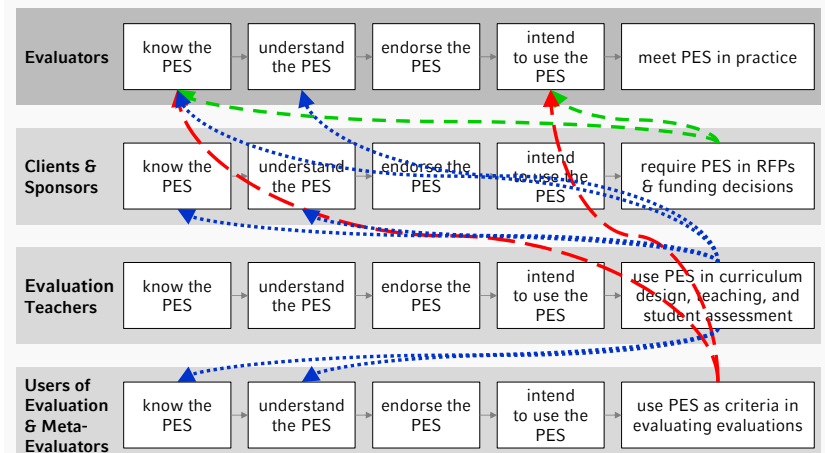 Evaluators
know the
PES
understand
the PES
endorse the
PES
intend
to use the
PES
meet PES in practice
Clients &
Sponsors
know the
PES
understand
the PES
endorse the
PES
intend
to use the
PES
require PES in RFPs
& funding decisions
Evaluation
Teachers
know the
PES
understand
the PES
endorse the
PES
intend
to use the
PES
use PES in curriculum
design, teaching, and
student assessment
Users of
Evaluation
& Meta-
Evaluators
know the
PES
understand
the PES
endorse the
PES
intend
to use the
PES
use PES as criteria in
evaluating evaluations